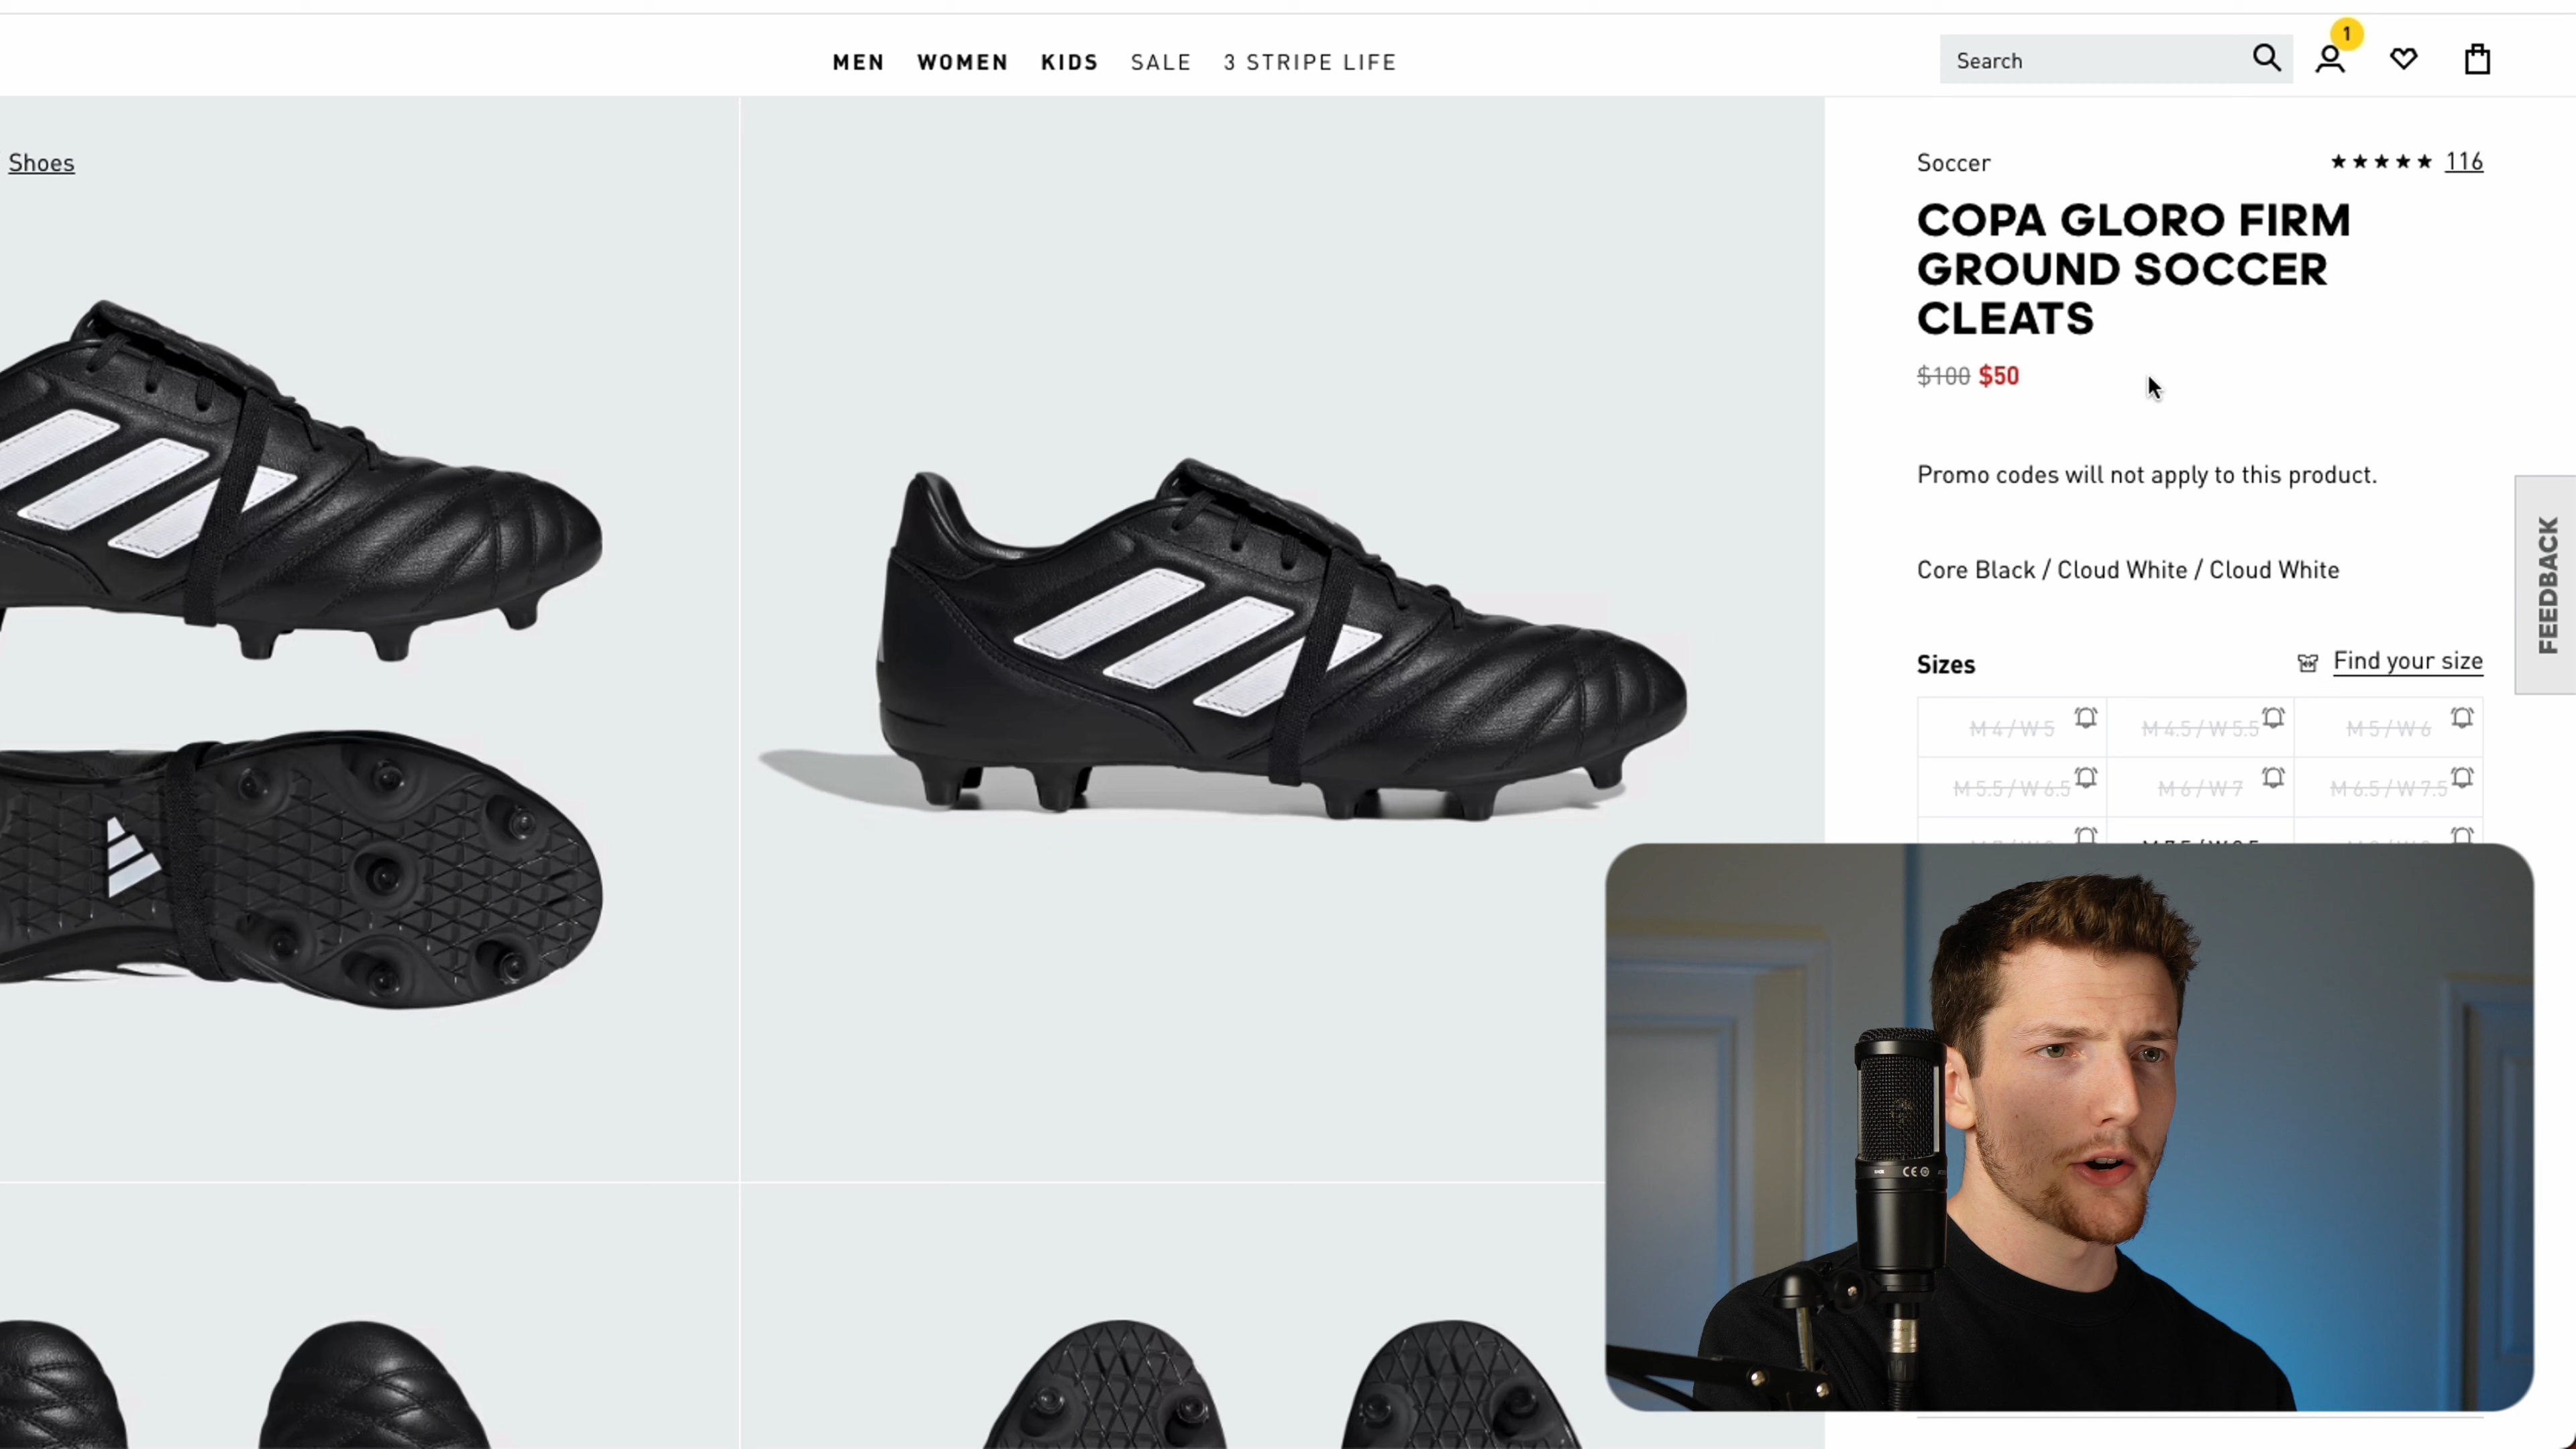 MEN WOMEN KIDS SALE 3 STRIPE LIFE
Search
1
Shoes
Soccer
116
COPA GLORO FIRM
GROUND SOCCER
CLEATS
$100 $50
Promo codes will not apply to this product.
Core Black / Cloud White / Cloud White
FEEDBACK
Sizes
Find your size
M 4 / W 5
M 4.5 / W 5.5
M 5 / W 6
M 5.5 / W 6.5
M 6 / W 7
M 6.5 / W 7.5